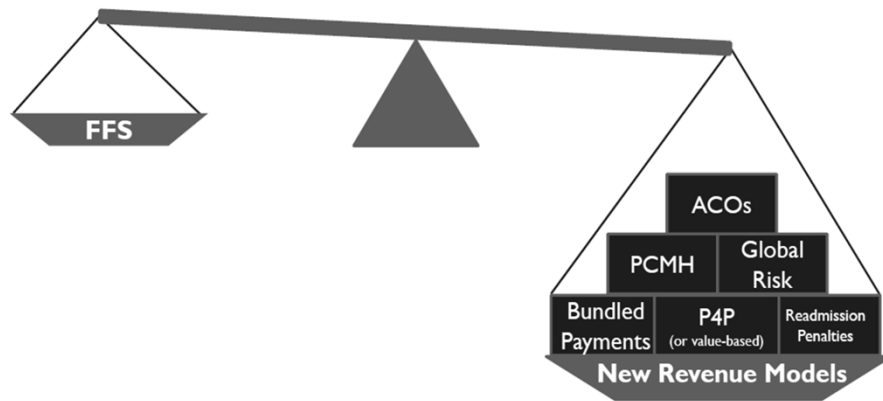 FFS
ACOs
PCMH
Global
Risk
Bundled
Payments
P4P
(or value-based)
Readmission
Penalties
New Revenue Models